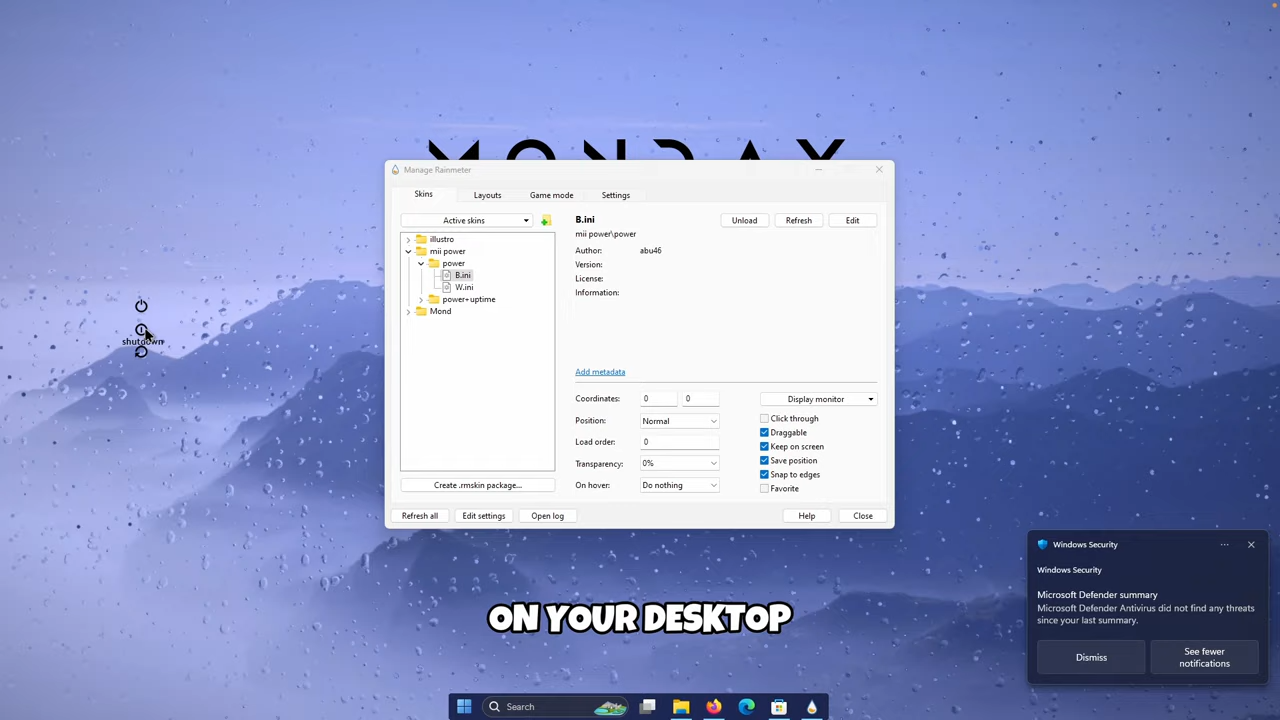 MONDAY
Manage Rainmeter
Skins
Layouts
Game mode
Settings
Active skins
illustro
mii power
power
B.ini
W.ini
power+uptime
Mond
Create .rmskin package...
B.ini
Unload
Refresh
Edit
mii power\power
Author: abu46
Version:
License:
Information:
Add metadata
Coordinates: 0 0
Display monitor
Position: Normal
Load order: 0
Transparency: 0%
On hover: Do nothing
Click through
Draggable
Keep on screen
Save position
Snap to edges
Favorite
Refresh all
Edit settings
Open log
Help
Close
shutdown
Windows Security
Windows Security
Microsoft Defender summary
Microsoft Defender Antivirus did not find any threats
since your last summary.
Dismiss
See fewer
notifications
ON YOUR DESKTOP
Search